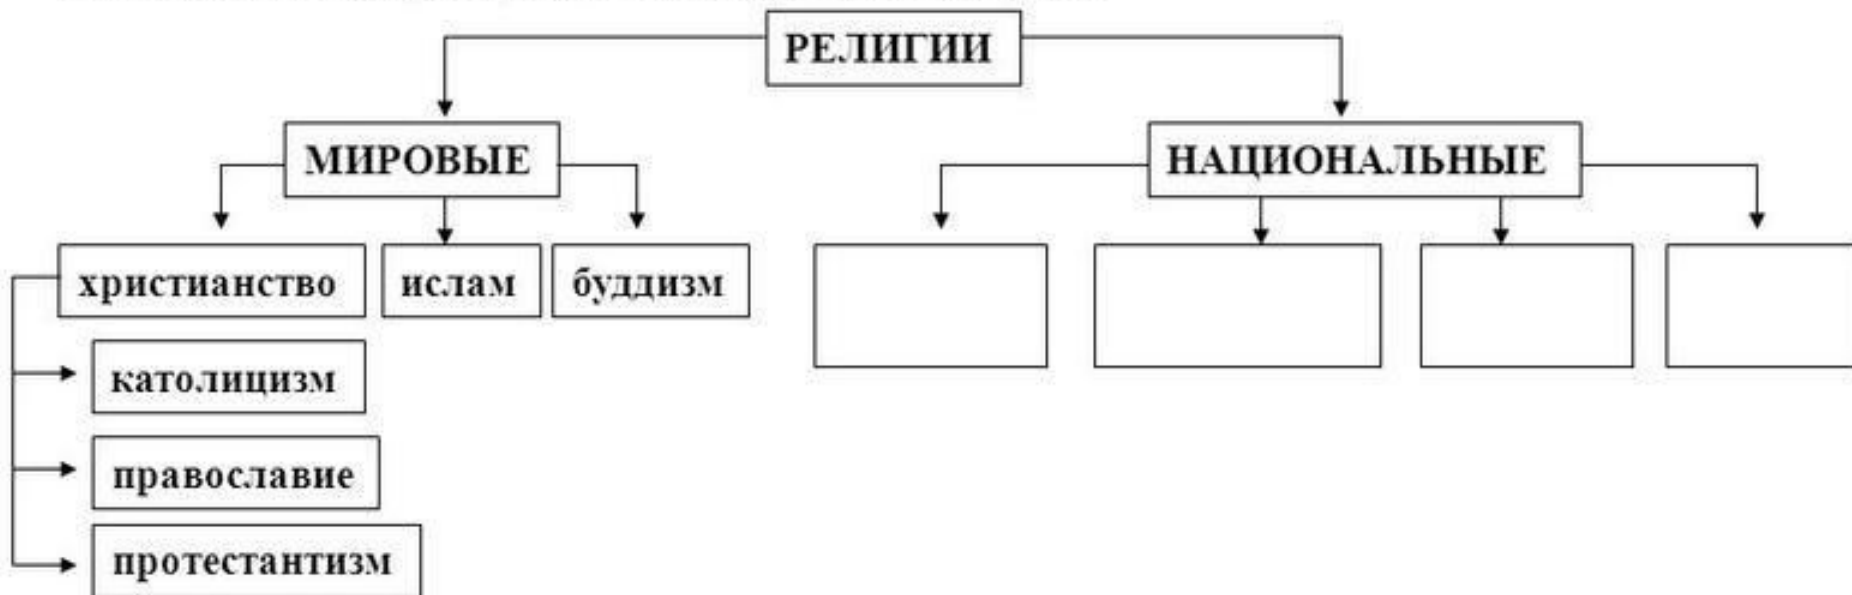 РЕЛИГИИ
МИРОВЫЕ
НАЦИОНАЛЬНЫЕ
христианство
ислам
буддизм
католицизм
православие
протестантизм